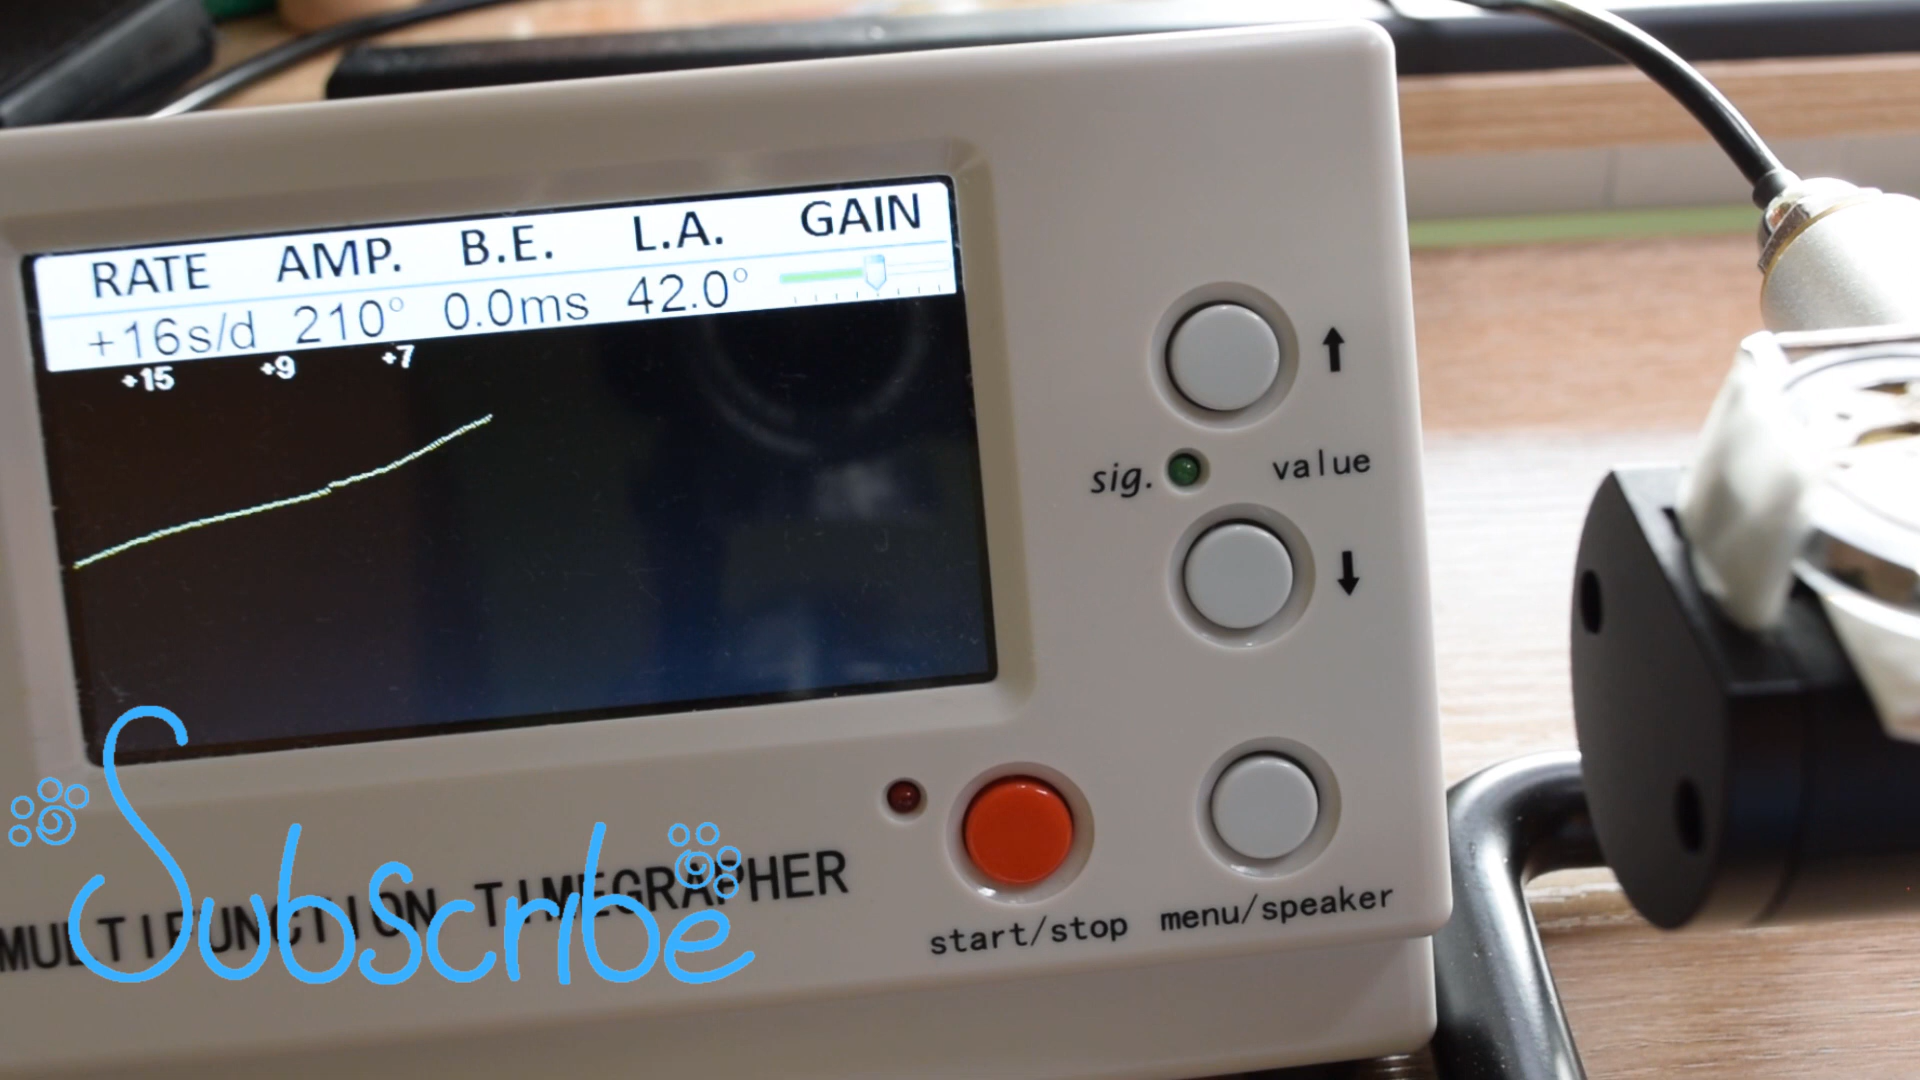 RATE AMP. B.E. L.A. GAIN
+16s/d 210° 0.0ms 42.0°
+15 +9 +7
sig. value
MULTIFUNCTION TIMEGRAPHER
Subscribe
start/stop menu/speaker